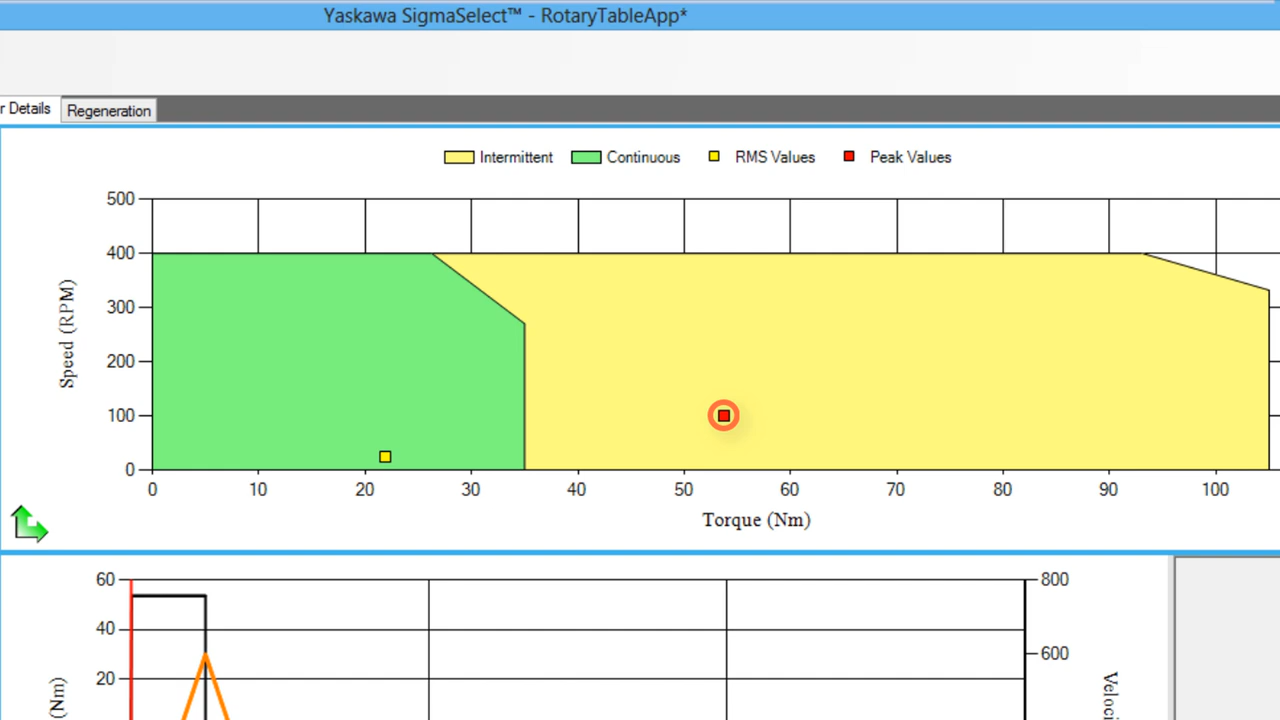 Yaskawa SigmaSelect™ - RotaryTableApp*
r Details
Regeneration
Intermittent
Continuous
RMS Values
Peak Values
500
400
300
200
100
0
Speed (RPM)
0 10 20 30 40 50 60 70 80 90 100
Torque (Nm)
60
40
20
(Nm)
800
600
Veloci